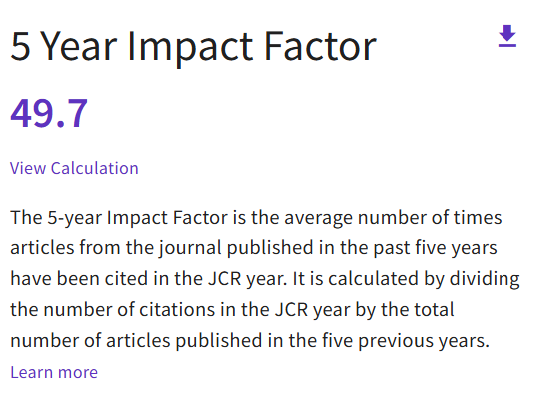 5 Year Impact Factor
49.7
View Calculation
The 5-year Impact Factor is the average number of times
articles from the journal published in the past five years
have been cited in the JCR year. It is calculated by dividing
the number of citations in the JCR year by the total
number of articles published in the five previous years.
Learn more